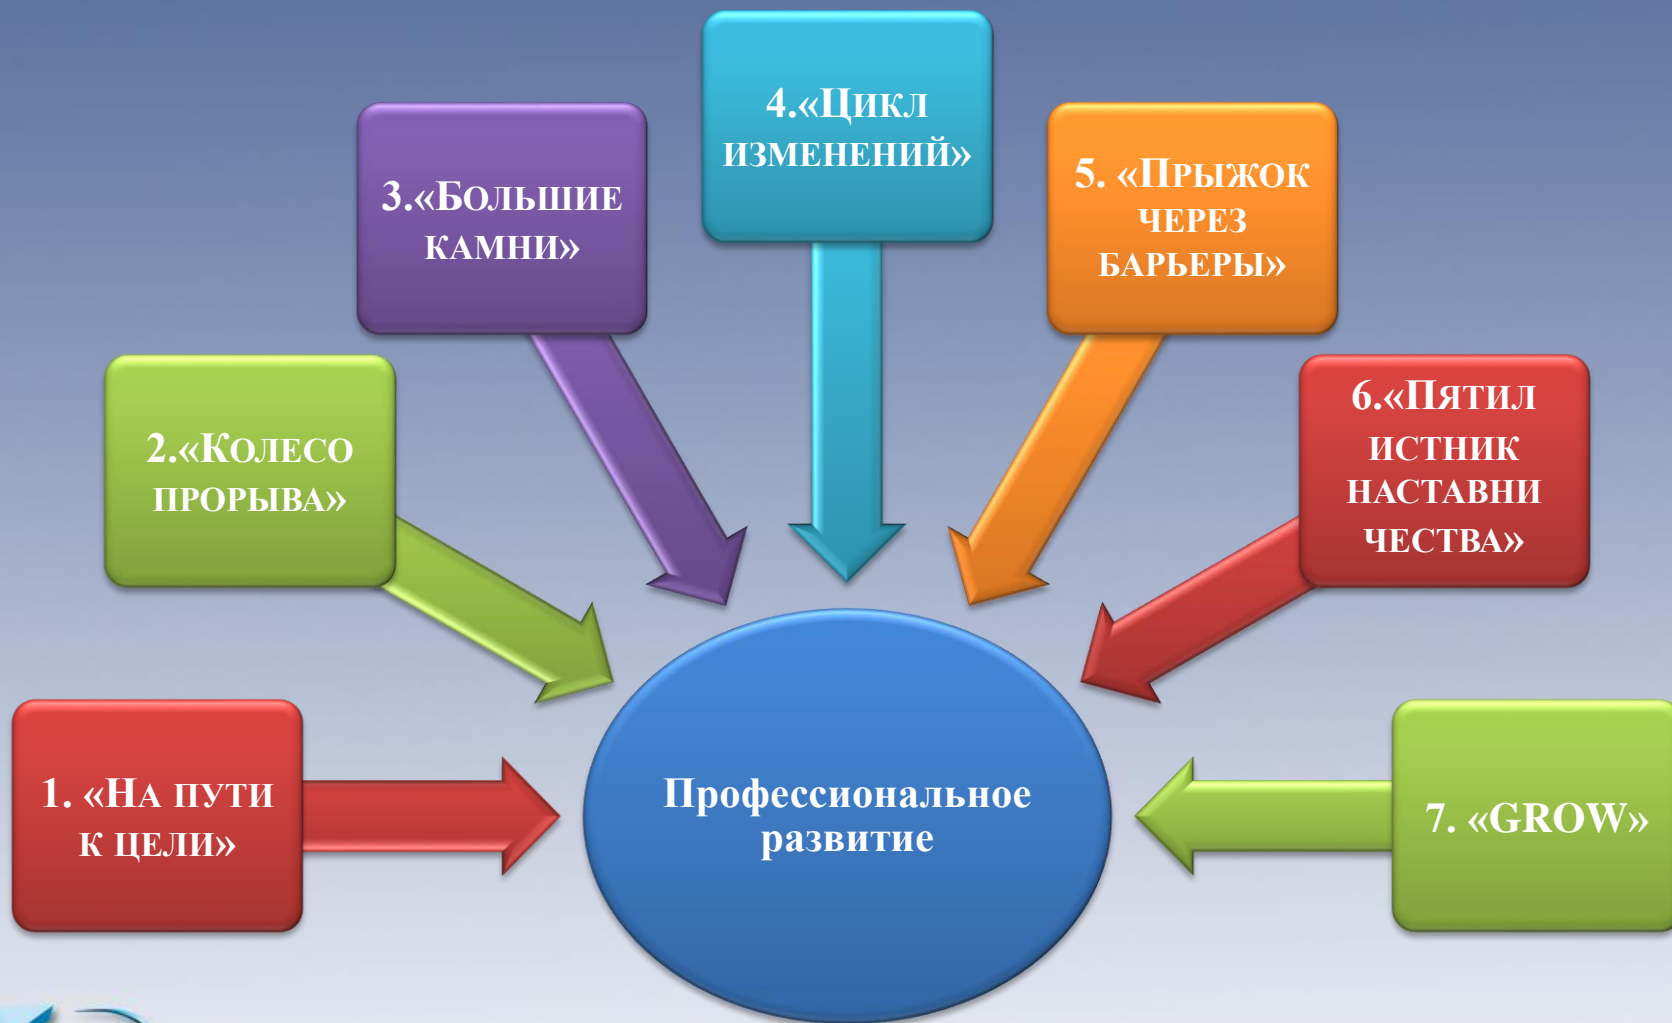 4.«Цикл
изменений»
3.«Большие
камни»
5. «Прыжок
через
барьеры»
2.«Колесо
прорыва»
6.«Пятил
истник
наставни
чества»
1. «На пути
к цели»
Профессиональное
развитие
7. «GROW»